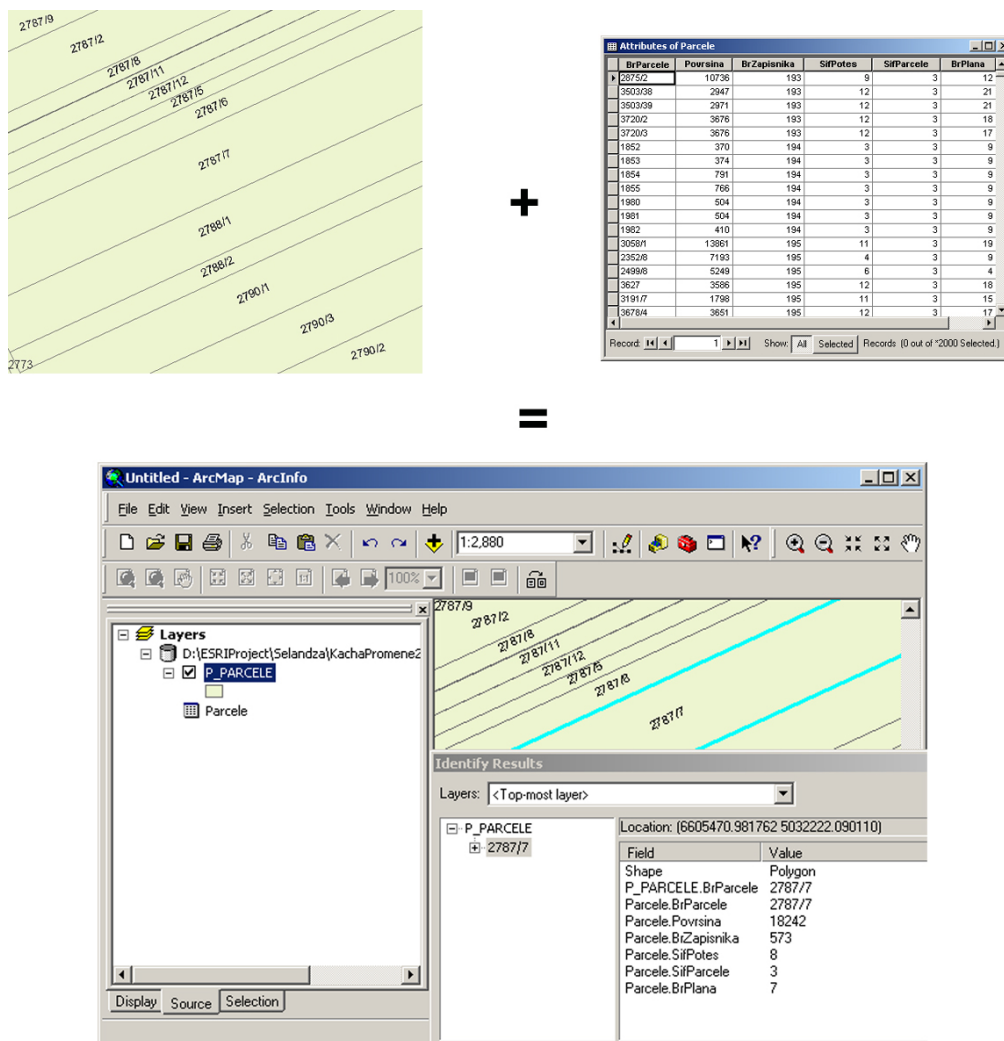 2787/9
2787/2
2787/8
2787/11
2787/12
2787/5
2787/6
2787/7
2788/1
2788/2
2790/1
2790/3
2790/2
2773
+
Attributes of Parcele
BrParcele Povrsina BrZapisnika SifPotes SifParcele BrPlana
2875/2 10736 193 9 3 12
3503/38 2947 193 12 3 21
3503/39 2971 193 12 3 21
3720/2 3676 193 12 3 18
3720/3 3676 193 12 3 17
1852 370 194 3 3 9
1853 374 194 3 3 9
1854 791 194 3 3 9
1855 766 194 3 3 9
1980 504 194 3 3 9
1981 504 194 3 3 9
1982 410 194 3 3 9
3058/1 13861 195 11 3 19
2352/8 7193 195 4 3 9
2499/8 5249 195 6 3 4
3627 3586 195 12 3 18
3191/7 1798 195 11 3 15
3678/4 3651 195 12 3 17
Record: 1 Show: All Selected Records (0 out of *2000 Selected.)
=
Untitled - ArcMap - ArcInfo
File Edit View Insert Selection Tools Window Help
1:2,880
1:1 100%
Layers
D:\ESRIProject\Selandza\KachaPromene2
P_PARCELE
Parcele
Display Source Selection
2787/9
2787/2
2787/8
2787/11
2787/12
2787/5
2787/6
2787/7
Identify Results
Layers: <Top-most layer>
P_PARCELE
2787/7
Location: (6605470.981762 5032222.090110)
Field Value
Shape Polygon
P_PARCELE.BrParcele 2787/7
Parcele.BrParcele 2787/7
Parcele.Povrsina 18242
Parcele.BrZapisnika 573
Parcele.SifPotes 8
Parcele.SifParcele 3
Parcele.BrPlana 7